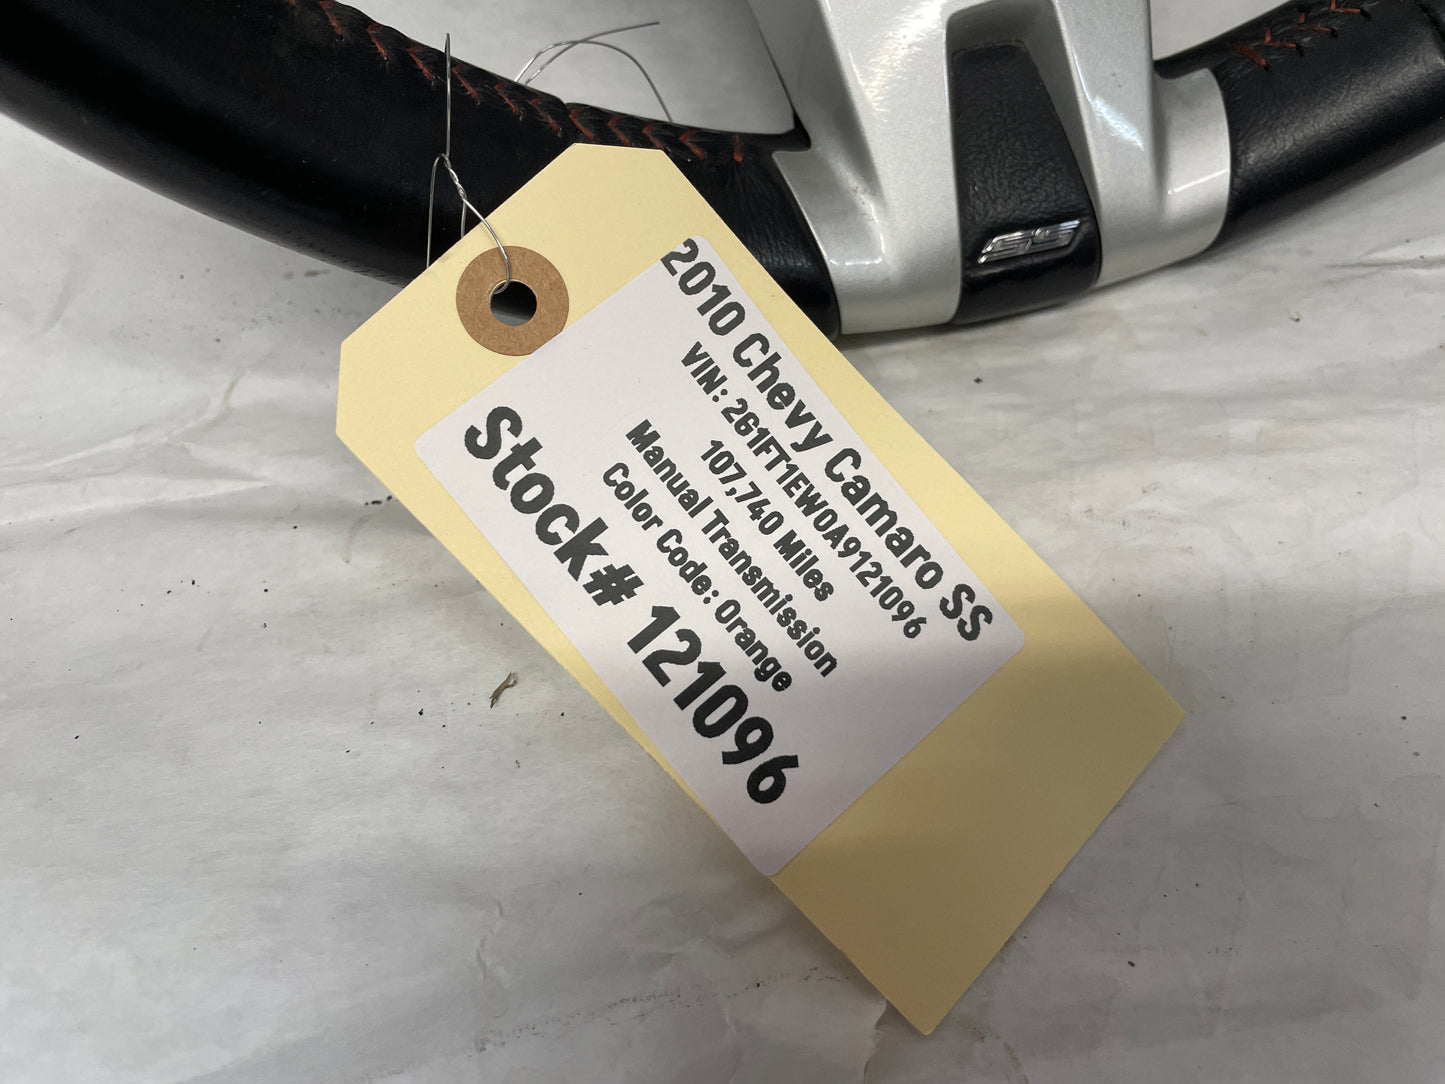 SS
2010 Chevy Camaro SS
VIN: 2G1FT1EW0A9121096
107,740 Miles
Manual Transmission
Color Code: Orange
Stock# 121096